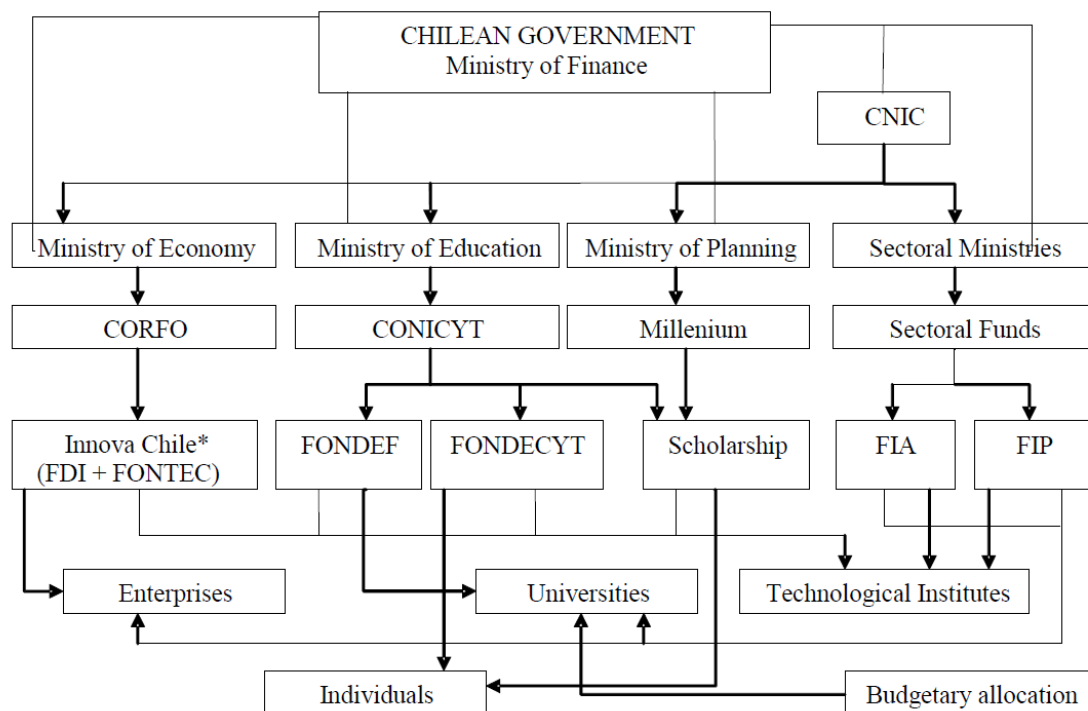 CHILEAN GOVERNMENT
Ministry of Finance
CNIC
Ministry of Economy
Ministry of Education
Ministry of Planning
Sectoral Ministries
CORFO
CONICYT
Millenium
Sectoral Funds
Innova Chile*
(FDI + FONTEC)
FONDEF
FONDECYT
Scholarship
FIA
FIP
Enterprises
Universities
Technological Institutes
Individuals
Budgetary allocation